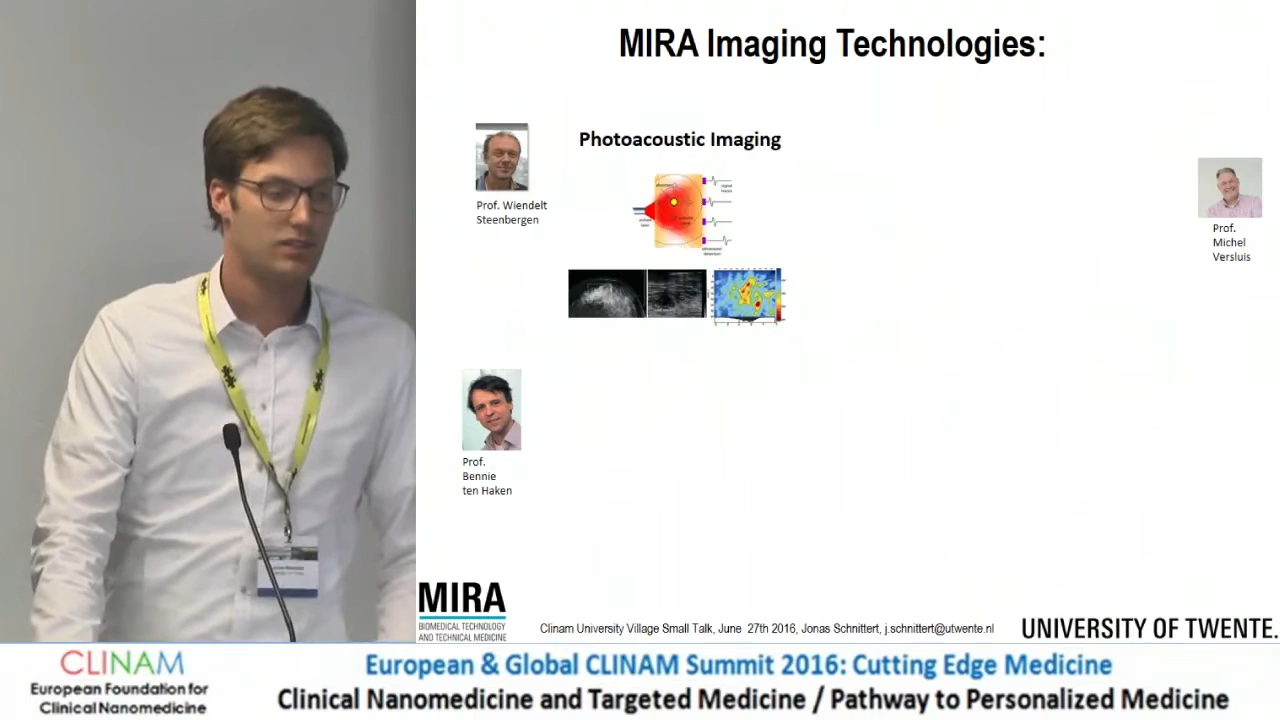 MIRA Imaging Technologies:
Photoacoustic Imaging
Prof. Wiendelt
Steenbergen
Prof.
Michel
Versluis
Prof.
Bennie
ten Haken
MIRA
BIOMEDICAL TECHNOLOGY
AND TECHNICAL MEDICINE
Clinam University Village Small Talk, June 27th 2016, Jonas Schnittert, j.schnittert@utwente.nl
UNIVERSITY OF TWENTE.
CLINAM
European Foundation for
Clinical Nanomedicine
European & Global CLINAM Summit 2016: Cutting Edge Medicine
Clinical Nanomedicine and Targeted Medicine / Pathway to Personalized Medicine